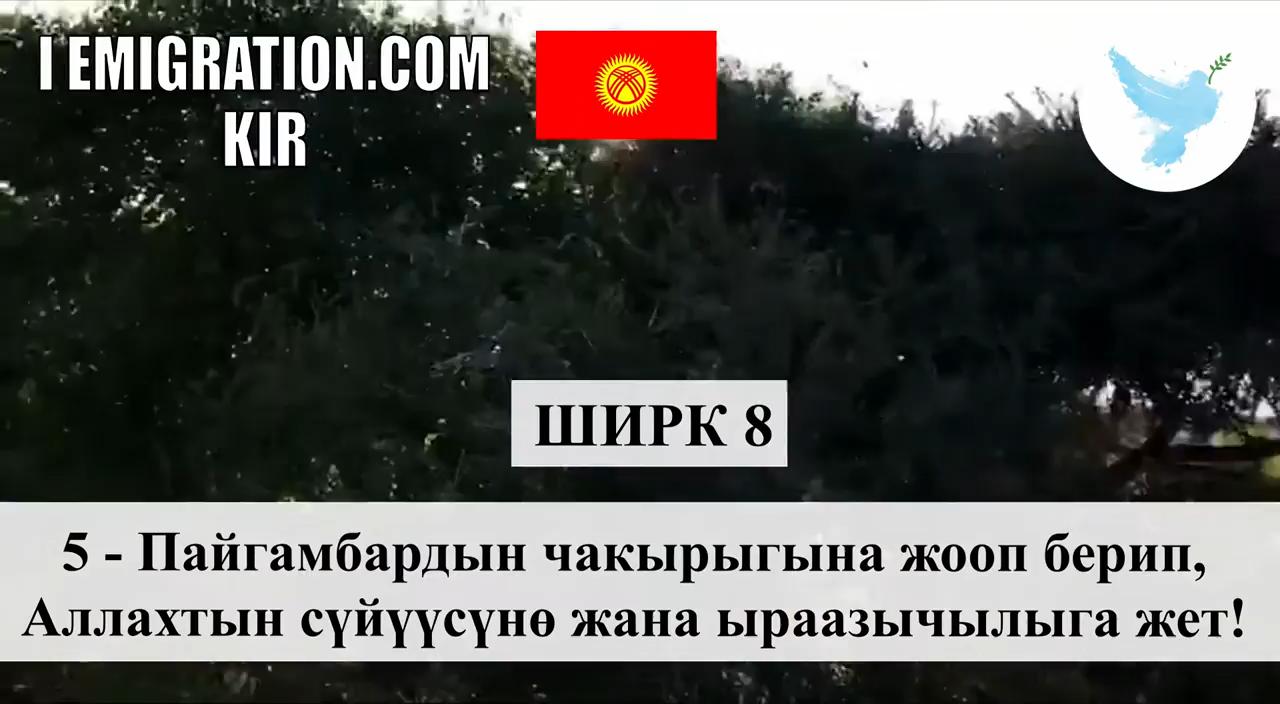 I EMIGRATION.COM
KIR
ШИРК 8
5 - Пайгамбардын чакырыгына жооп берип,
Аллахтын сүйүүсүнө жана ыраазычылыга жет!